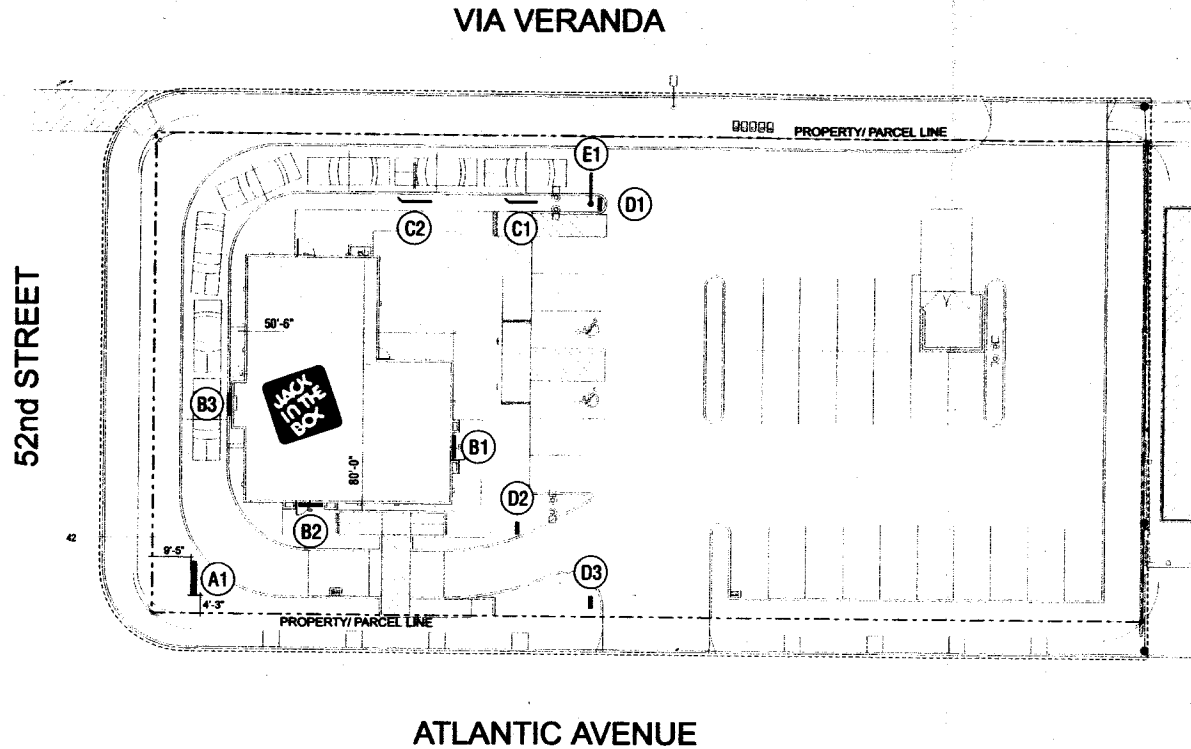 VIA VERANDA
PROPERTY/ PARCEL LINE
E1
D1
C2
C1
52nd STREET
50'-6"
JACK
IN THE
BOX
B3
B1
80'-0"
D2
B2
42
9'-5"
A1
4'-3"
D3
PROPERTY/ PARCEL LINE
ATLANTIC AVENUE